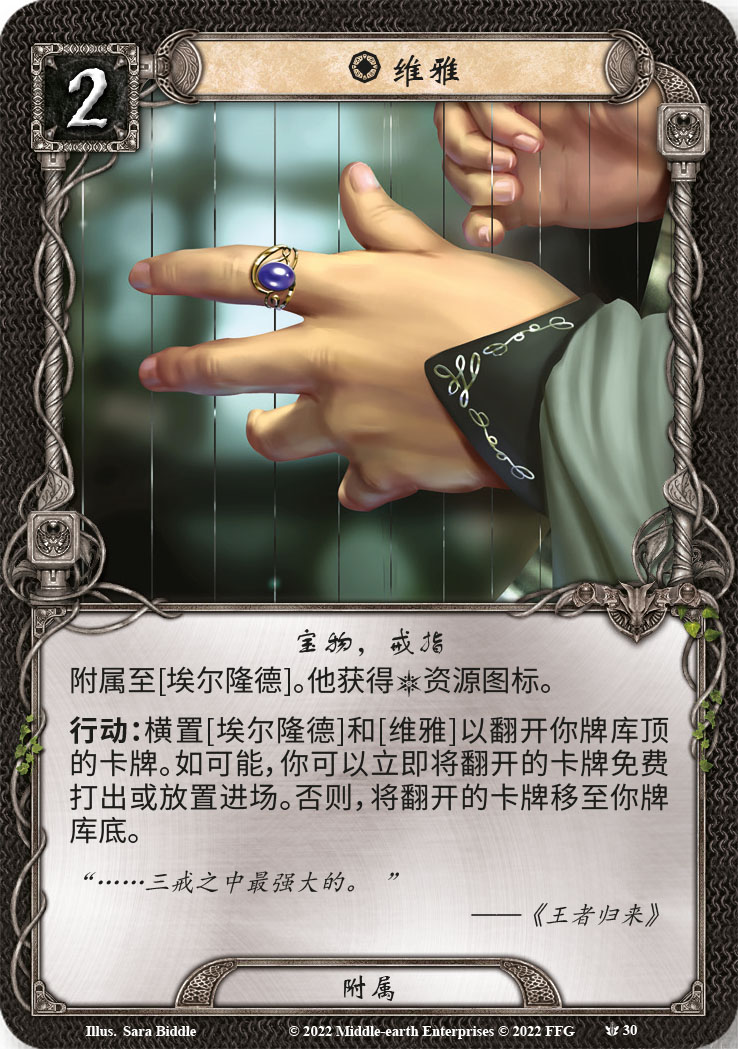 2
维雅
宝物，戒指
附属至[埃尔隆德]。他获得资源图标。
行动：横置[埃尔隆德]和[维雅]以翻开你牌库顶
的卡牌。如可能，你可以立即将翻开的卡牌免费
打出或放置进场。否则，将翻开的卡牌移至你牌
库底。
“……三戒之中最强大的。”
——《王者归来》
附属
Illus. Sara Biddle © 2022 Middle-earth Enterprises © 2022 FFG 30